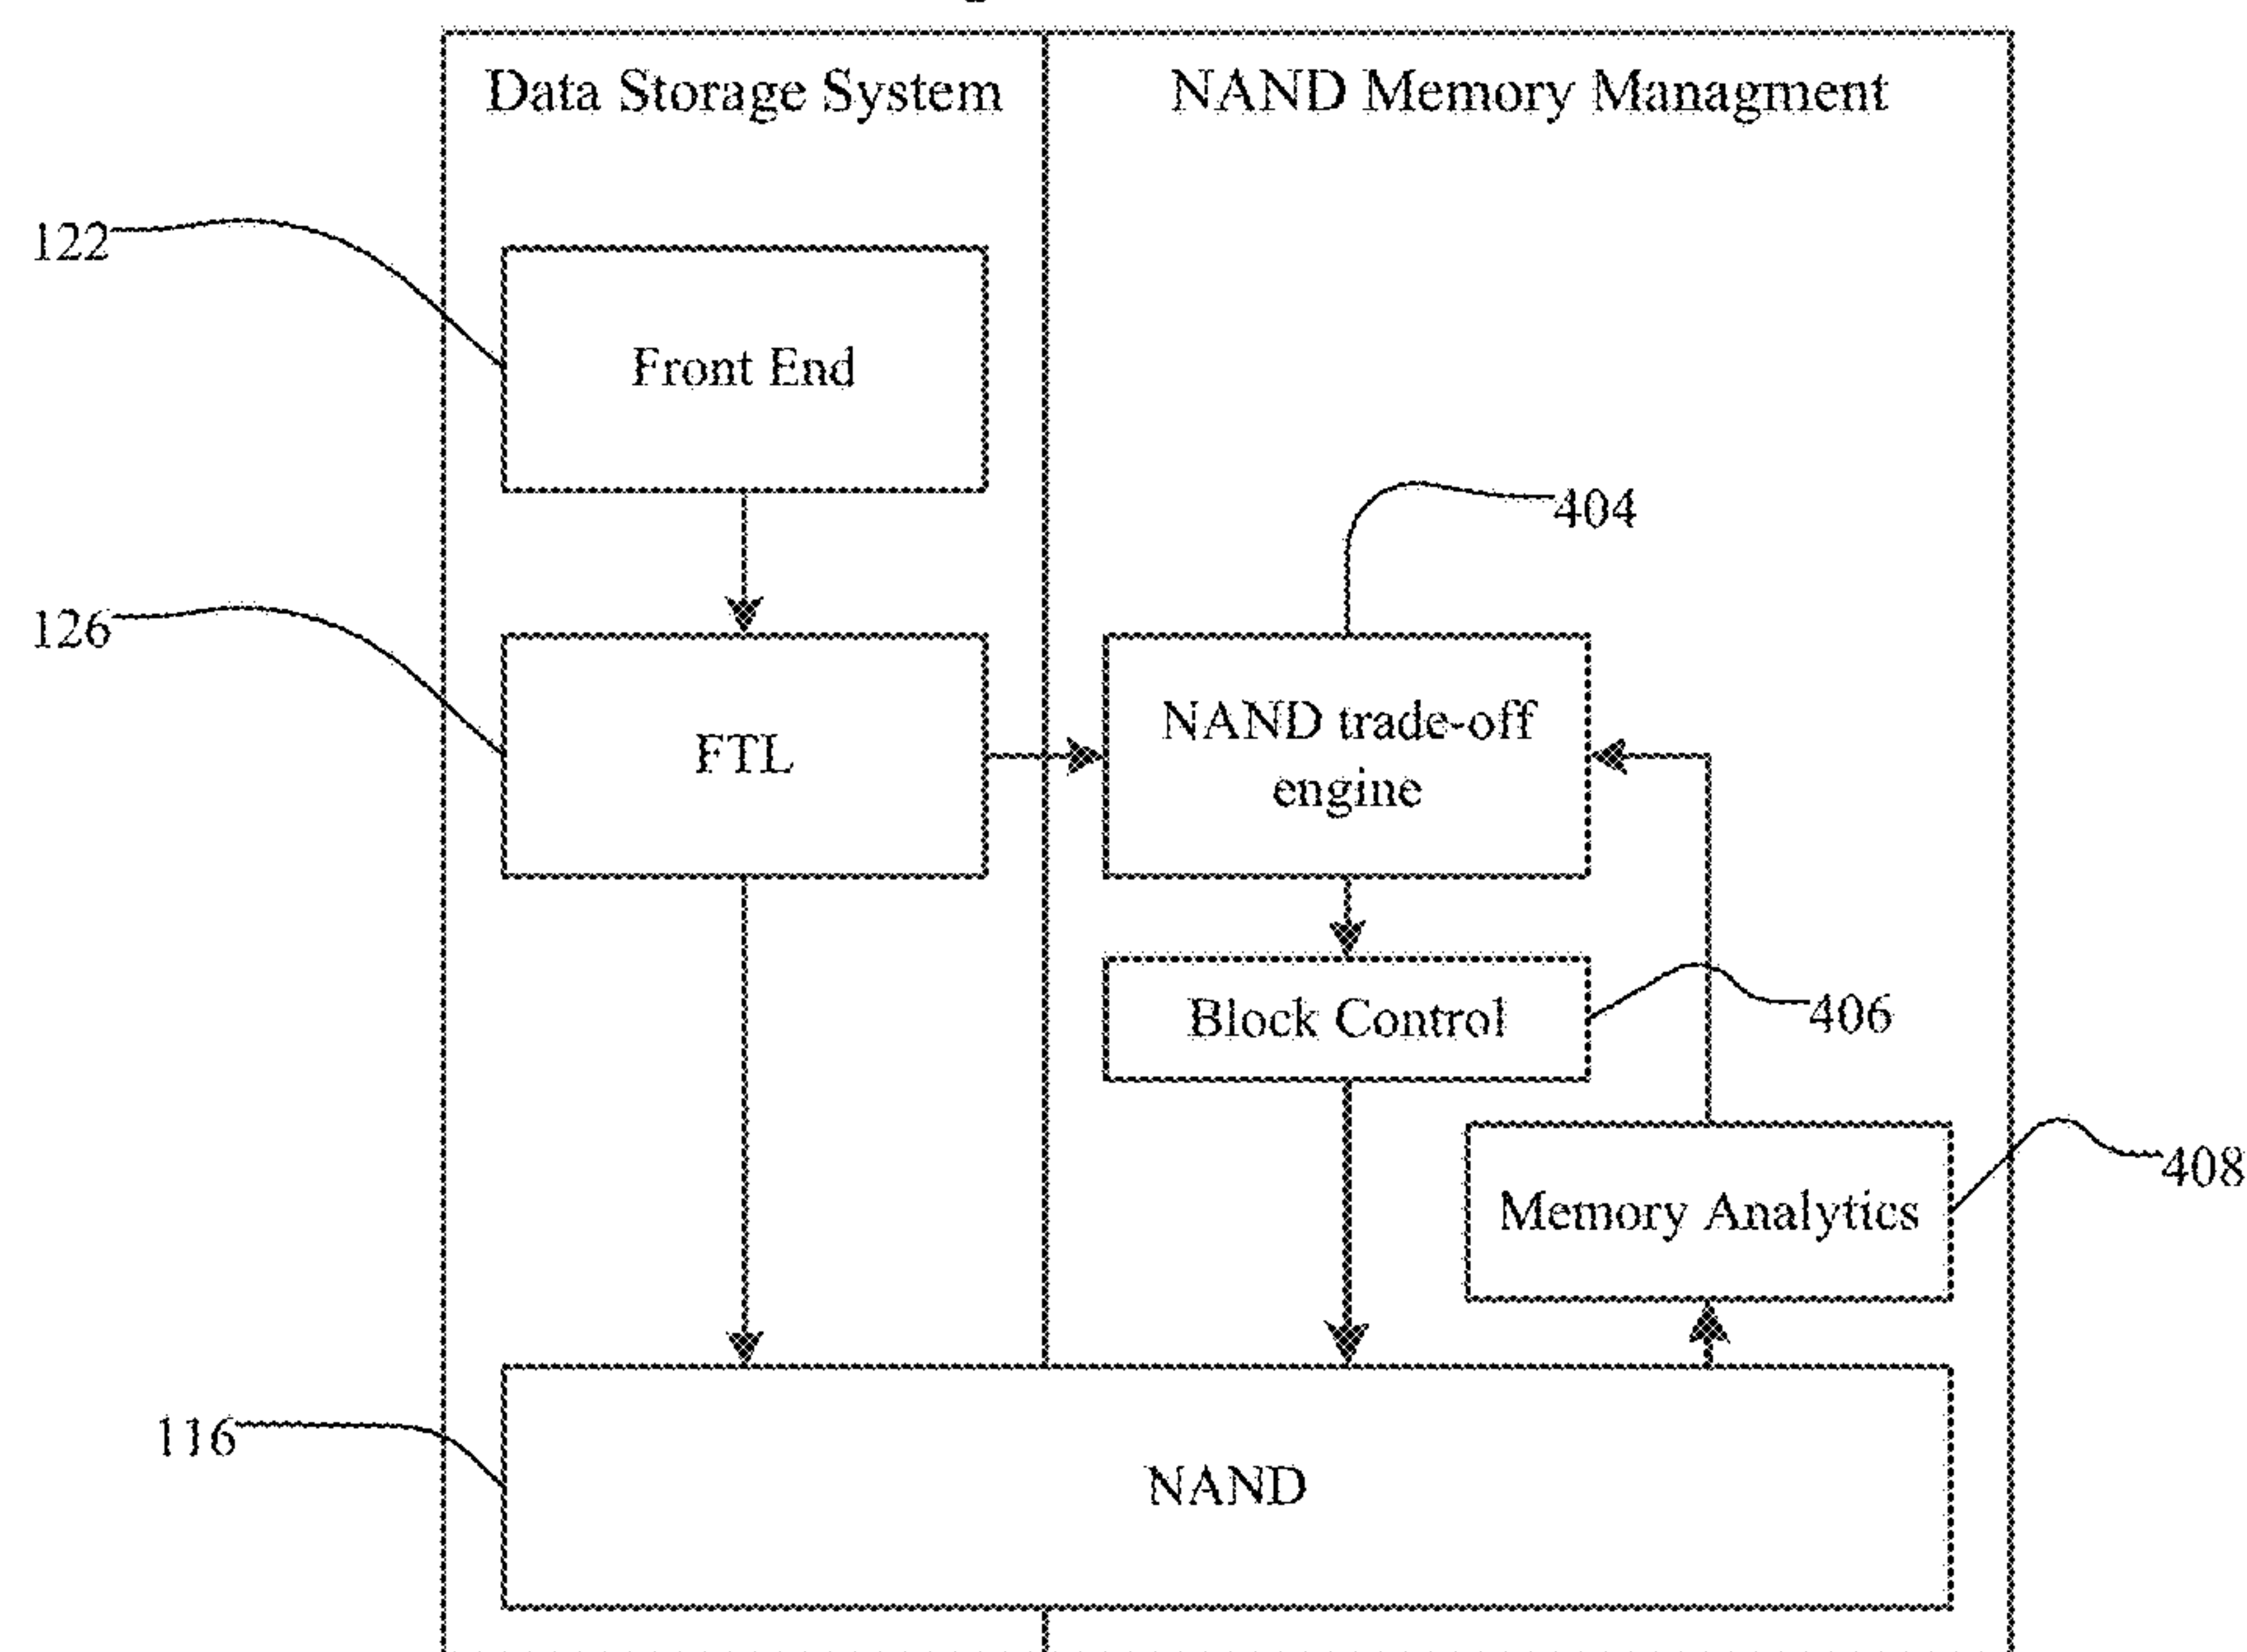 Data Storage System
NAND Memory Managment
122
Front End
404
126
FTL
NAND trade-off
engine
Block Control
406
Memory Analytics
408
116
NAND